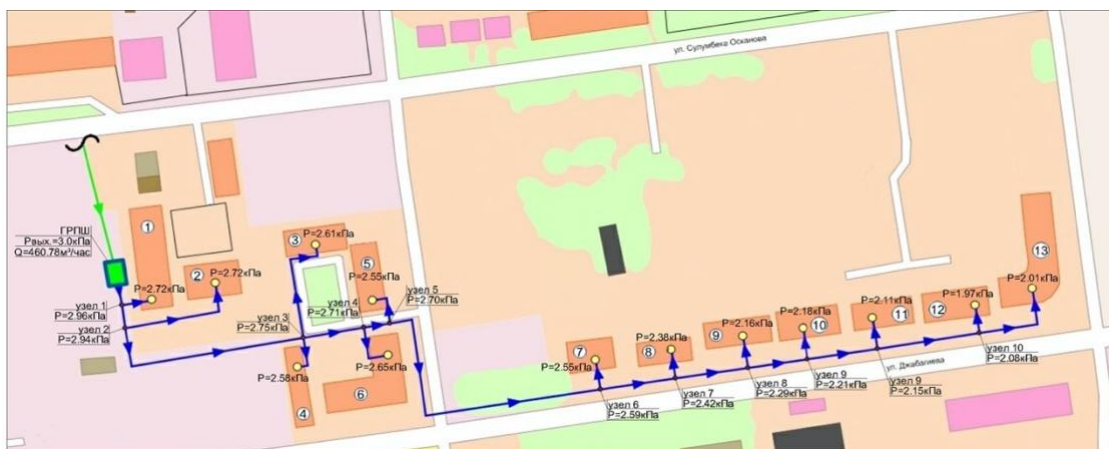 ул. Сулумбека Осканова
ГРПШ
Pвых.=3.0кПа
Q=460.78м³/час
1
P=2.72кПа
2
P=2.72кПа
узел 1
P=2.96кПа
узел 2
P=2.94кПа
3
P=2.61кПа
5
P=2.55кПа
узел 3
P=2.75кПа
узел 4
P=2.71кПа
узел 5
P=2.70кПа
P=2.58кПа
4
P=2.65кПа
6
7
P=2.55кПа
8
P=2.38кПа
9
P=2.16кПа
P=2.18кПа
10
P=2.11кПа
11
P=1.97кПа
12
13
P=2.01кПа
узел 6
P=2.59кПа
узел 7
P=2.42кПа
узел 8
P=2.29кПа
узел 9
P=2.21кПа
узел 9
P=2.15кПа
узел 10
P=2.08кПа
ул. Джабагиева